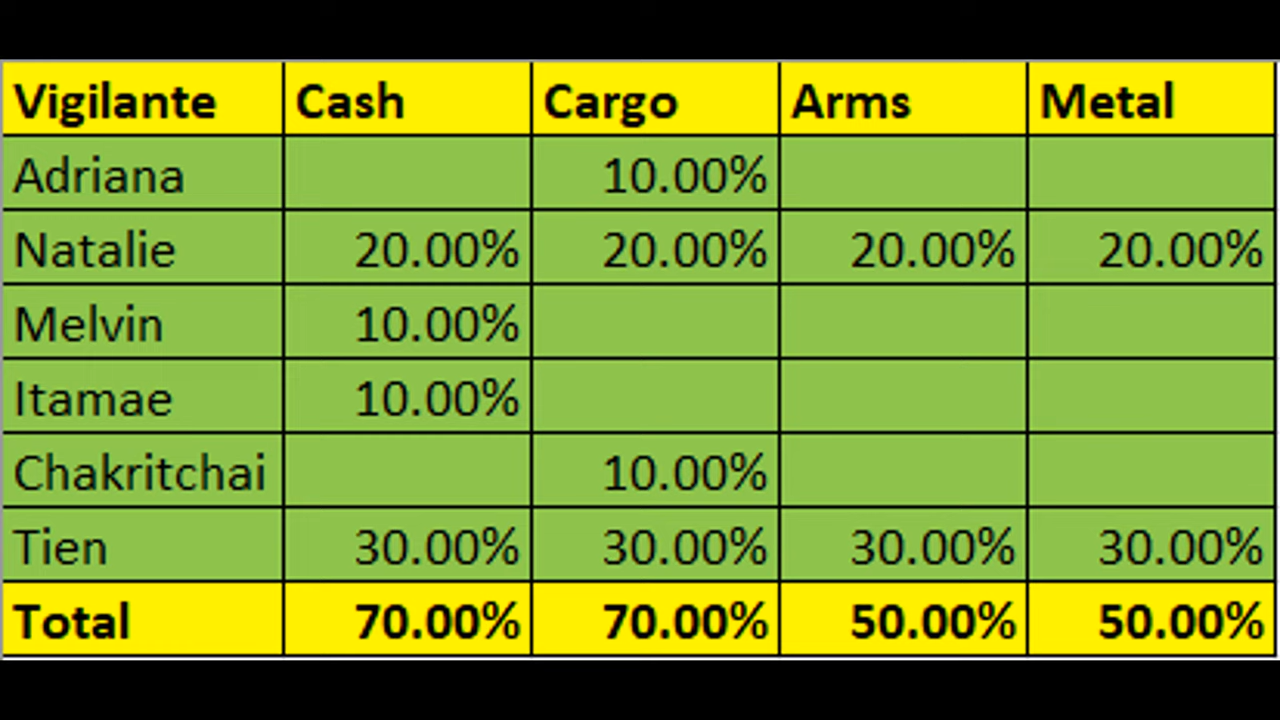 Vigilante Cash Cargo Arms Metal
Adriana 10.00%
Natalie 20.00% 20.00% 20.00% 20.00%
Melvin 10.00%
Itamae 10.00%
Chakritchai 10.00%
Tien 30.00% 30.00% 30.00% 30.00%
Total 70.00% 70.00% 50.00% 50.00%